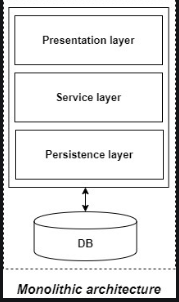 Presentation layer
Service layer
Persistence layer
DB
Monolithic architecture